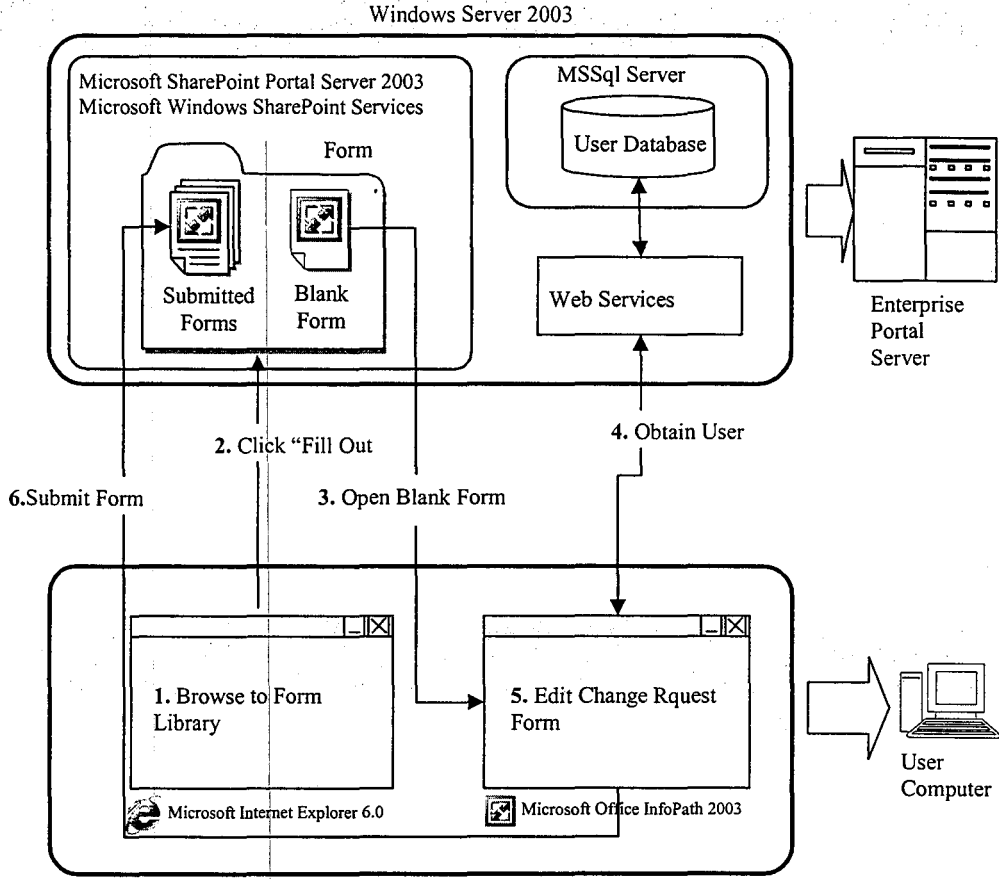 Windows Server 2003
Microsoft SharePoint Portal Server 2003
Microsoft Windows SharePoint Services
Form
Submitted
Forms
Blank
Form
MSSql Server
User Database
Web Services
Enterprise
Portal
Server
2. Click “Fill Out
4. Obtain User
6.Submit Form
3. Open Blank Form
1. Browse to Form
Library
5. Edit Change Rquest
Form
Microsoft Internet Explorer 6.0
Microsoft Office InfoPath 2003
User
Computer